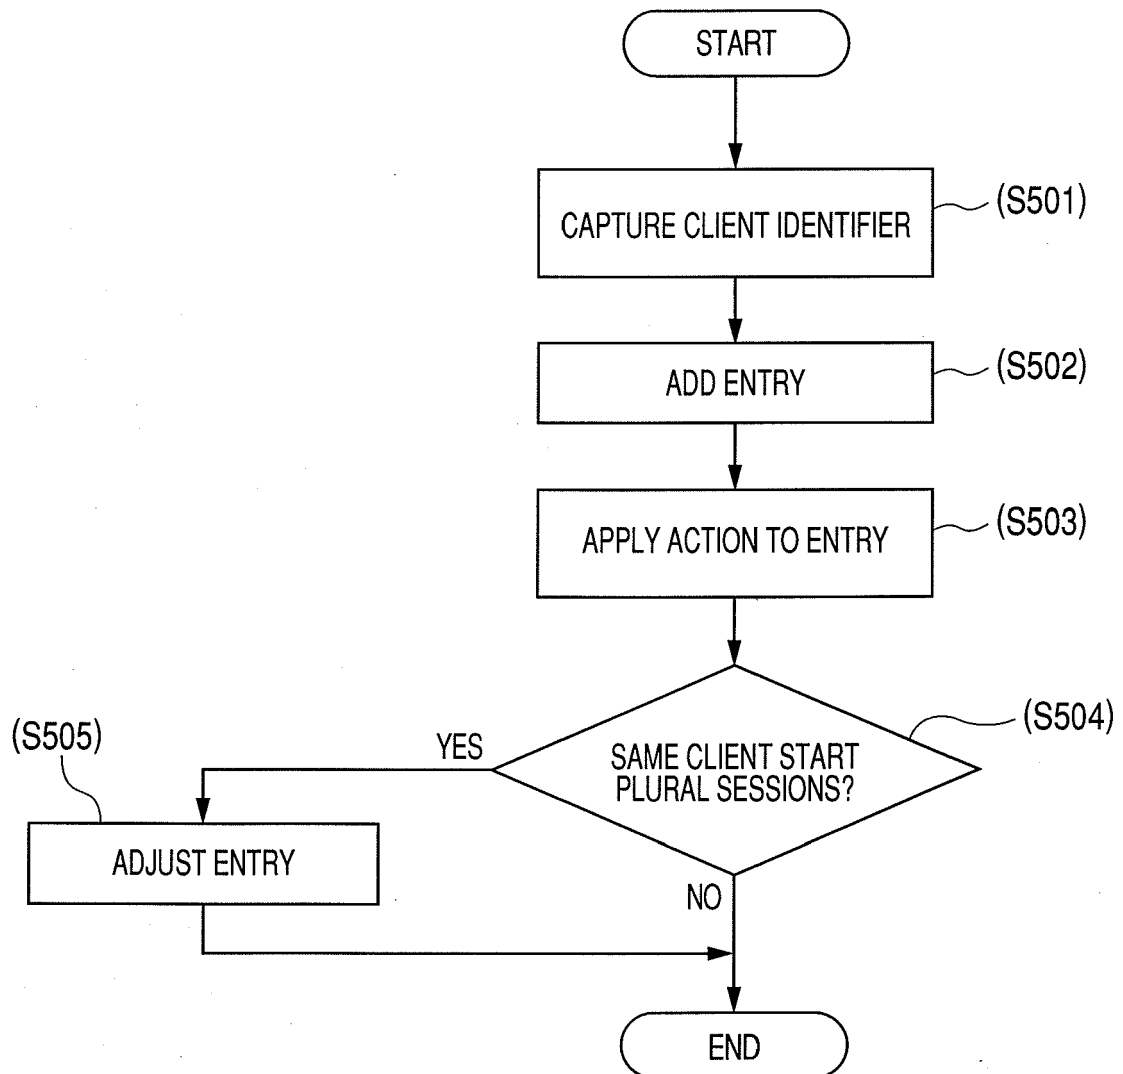 START
CAPTURE CLIENT IDENTIFIER
(S501)
ADD ENTRY
(S502)
APPLY ACTION TO ENTRY
(S503)
SAME CLIENT START
PLURAL SESSIONS?
(S504)
YES
(S505)
ADJUST ENTRY
NO
END